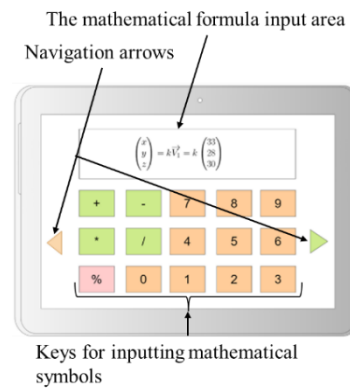 The mathematical formula input area
Navigation arrows
(x y z) = kV⃗₁ = k (33 28 30)
+ - 7 8 9
* / 4 5 6
% 0 1 2 3
Keys for inputting mathematical
symbols